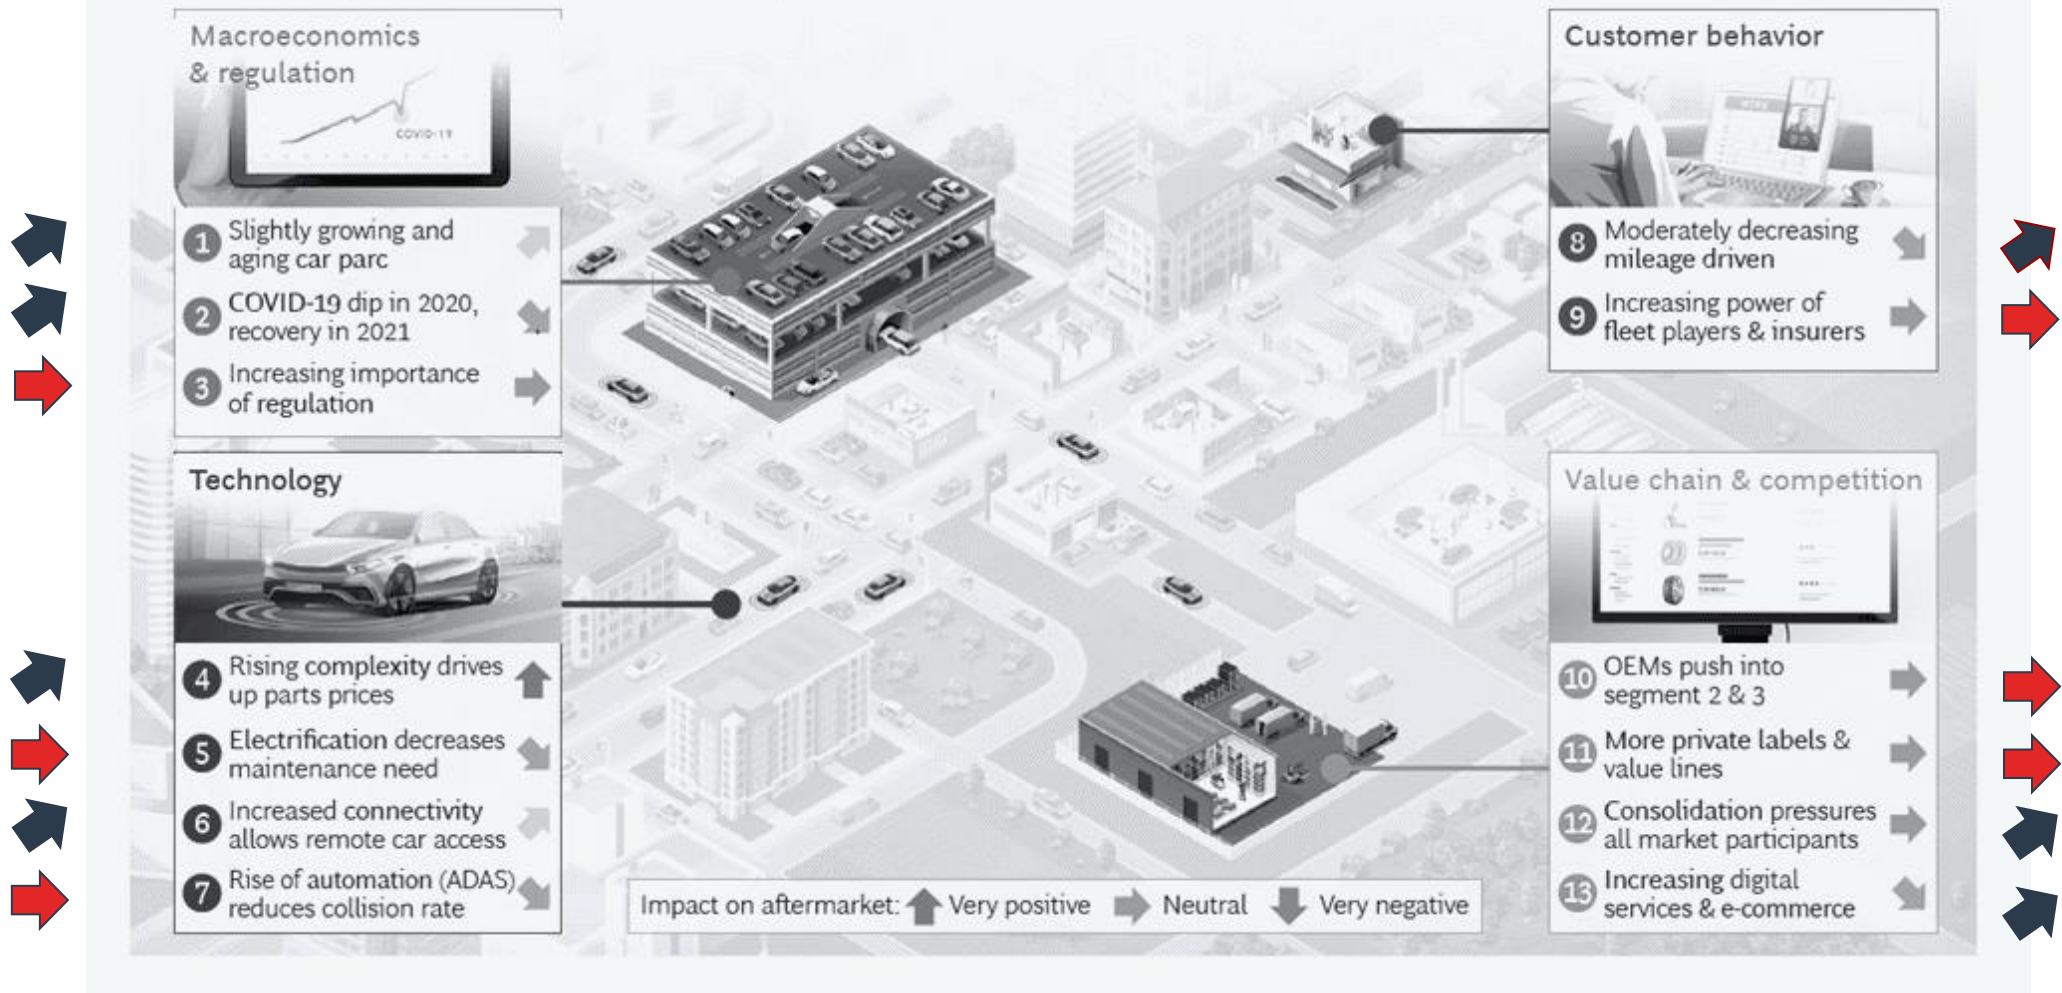 Macroeconomics
& regulation
COVID-19
1 Slightly growing and
aging car parc
2 COVID-19 dip in 2020,
recovery in 2021
3 Increasing importance
of regulation
Technology
4 Rising complexity drives
up parts prices
5 Electrification decreases
maintenance need
6 Increased connectivity
allows remote car access
7 Rise of automation (ADAS)
reduces collision rate
Customer behavior
8 Moderately decreasing
mileage driven
9 Increasing power of
fleet players & insurers
Value chain & competition
10 OEMs push into
segment 2 & 3
11 More private labels &
value lines
12 Consolidation pressures
all market participants
13 Increasing digital
services & e-commerce
Impact on aftermarket: Very positive Neutral Very negative